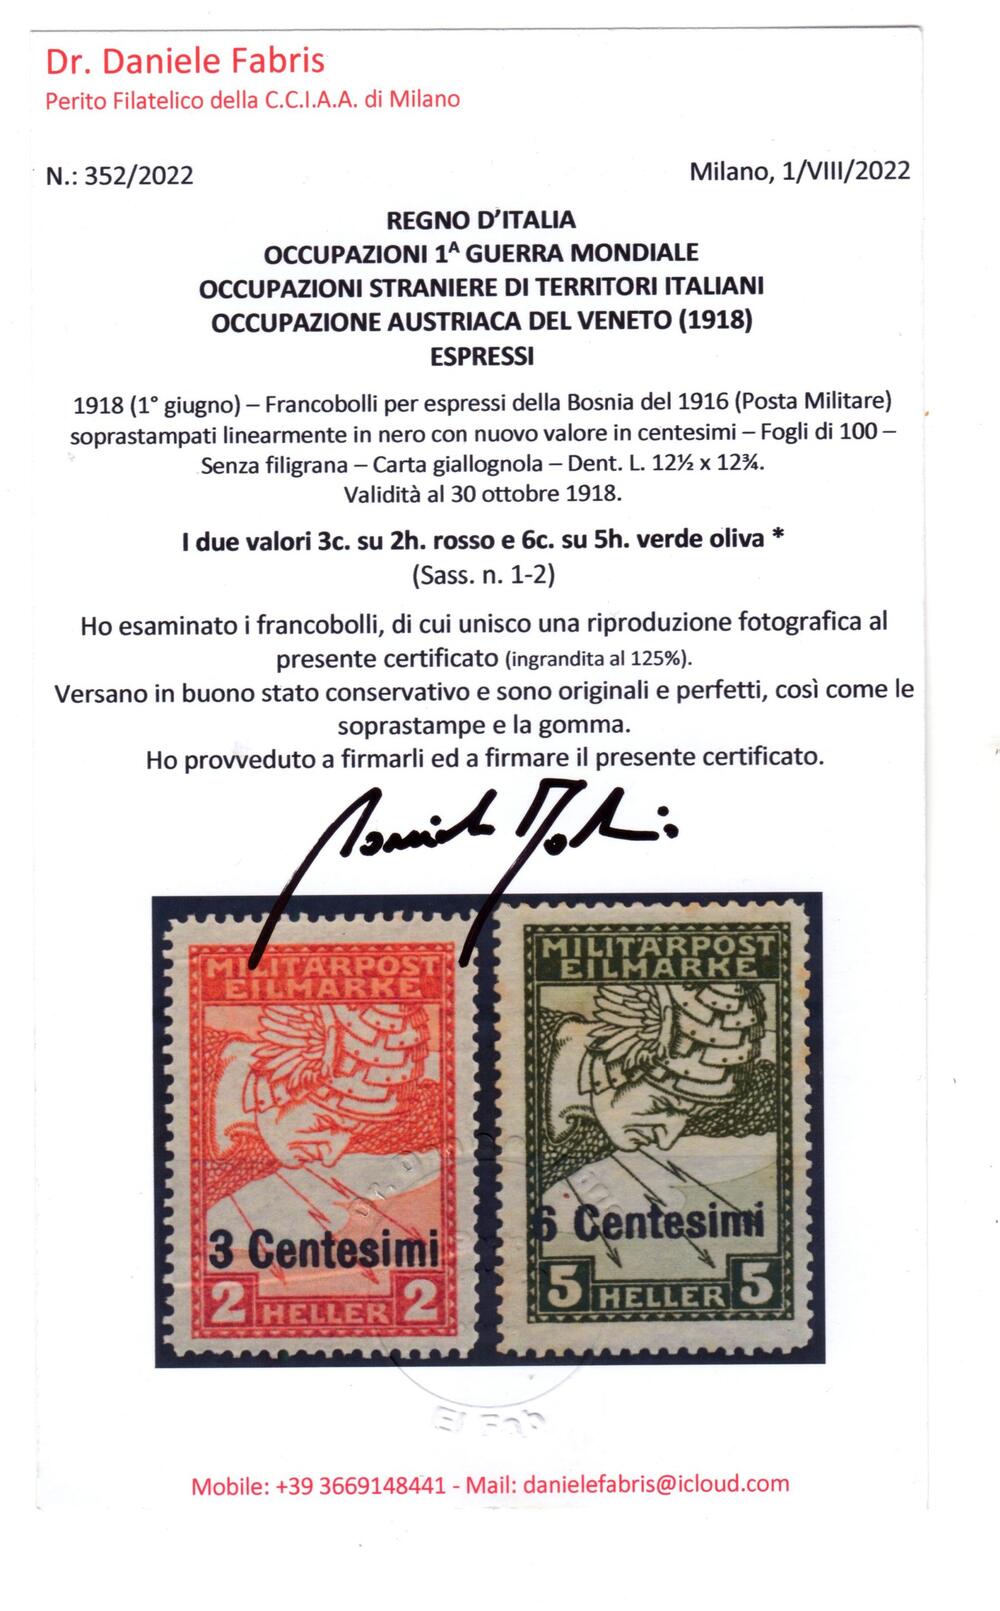 Dr. Daniele Fabris
Perito Filatelico della C.C.I.A.A. di Milano
N.: 352/2022
Milano, 1/VIII/2022
REGNO D’ITALIA
OCCUPAZIONI 1ᴬ GUERRA MONDIALE
OCCUPAZIONI STRANIERE DI TERRITORI ITALIANI
OCCUPAZIONE AUSTRIACA DEL VENETO (1918)
ESPRESSI
1918 (1° giugno) – Francobolli per espressi della Bosnia del 1916 (Posta Militare)
soprastampati linearmente in nero con nuovo valore in centesimi – Fogli di 100 –
Senza filigrana – Carta giallognola – Dent. L. 12½ x 12¾.
Validità al 30 ottobre 1918.
I due valori 3c. su 2h. rosso e 6c. su 5h. verde oliva *
(Sass. n. 1-2)
Ho esaminato i francobolli, di cui unisco una riproduzione fotografica al
presente certificato (ingrandita al 125%).
Versano in buono stato conservativo e sono originali e perfetti, così come le
soprastampe e la gomma.
Ho provveduto a firmarli ed a firmare il presente certificato.
MILITÄRPOST
EILMARKE
3 Centesimi
2 HELLER 2
MILITÄRPOST
EILMARKE
6 Centesimi
5 HELLER 5
Mobile: +39 3669148441 - Mail: danielefabris@icloud.com